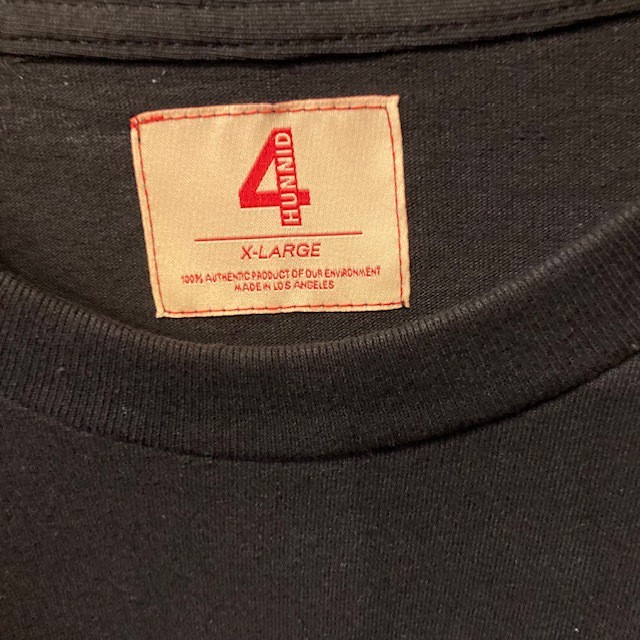 4
HUNNID
X-LARGE
100% AUTHENTIC PRODUCT OF OUR ENVIRONMENT
MADE IN LOS ANGELES